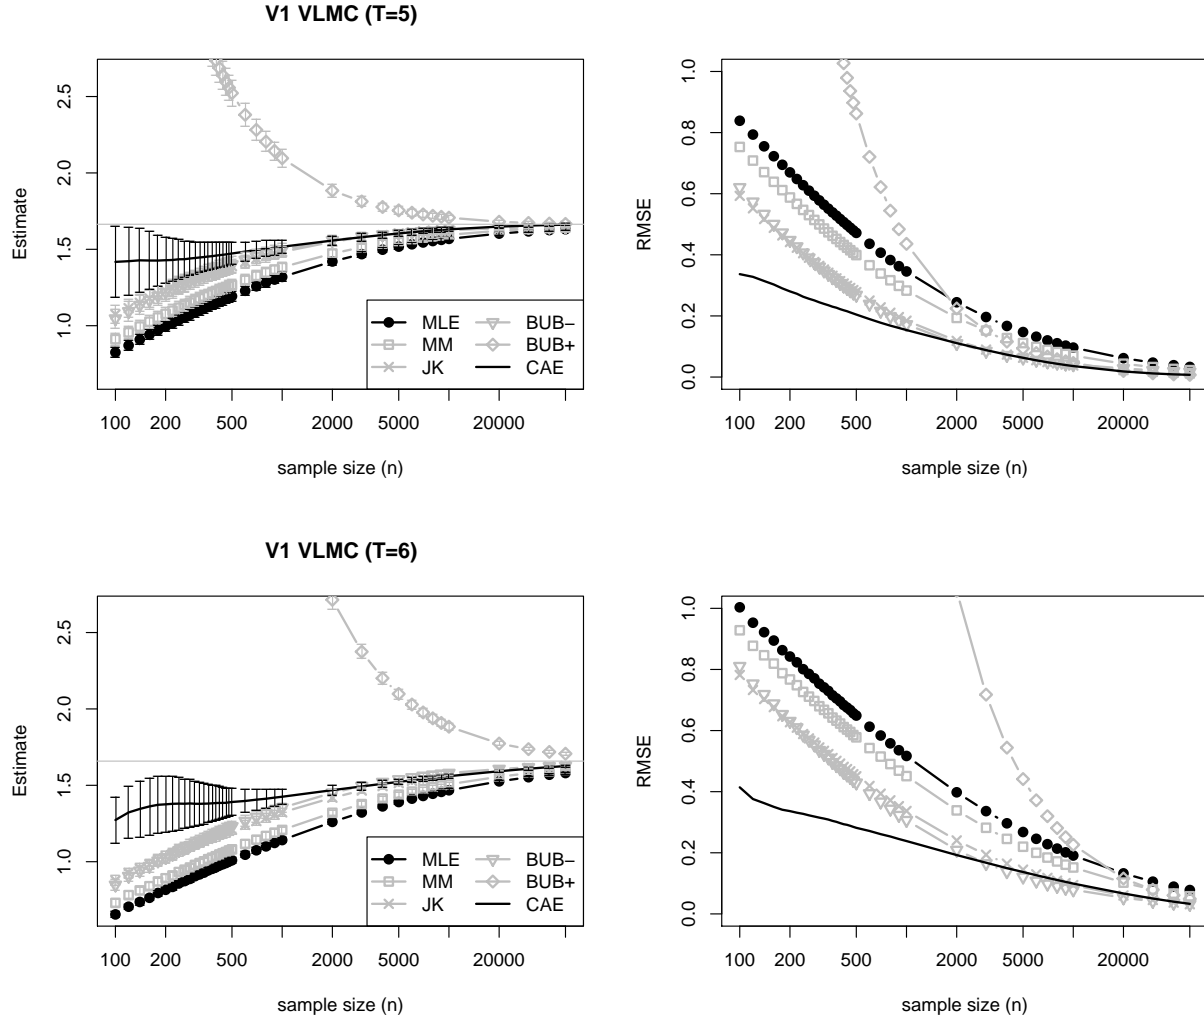 V1 VLMC (T=5)
Estimate
1.0 1.5 2.0 2.5
MLE
MM
JK
BUB−
BUB+
CAE
100 200 500 2000 5000 20000
sample size (n)
RMSE
0.0 0.2 0.4 0.6 0.8 1.0
100 200 500 2000 5000 20000
sample size (n)
V1 VLMC (T=6)
Estimate
1.0 1.5 2.0 2.5
MLE
MM
JK
BUB−
BUB+
CAE
100 200 500 2000 5000 20000
sample size (n)
RMSE
0.0 0.2 0.4 0.6 0.8 1.0
100 200 500 2000 5000 20000
sample size (n)